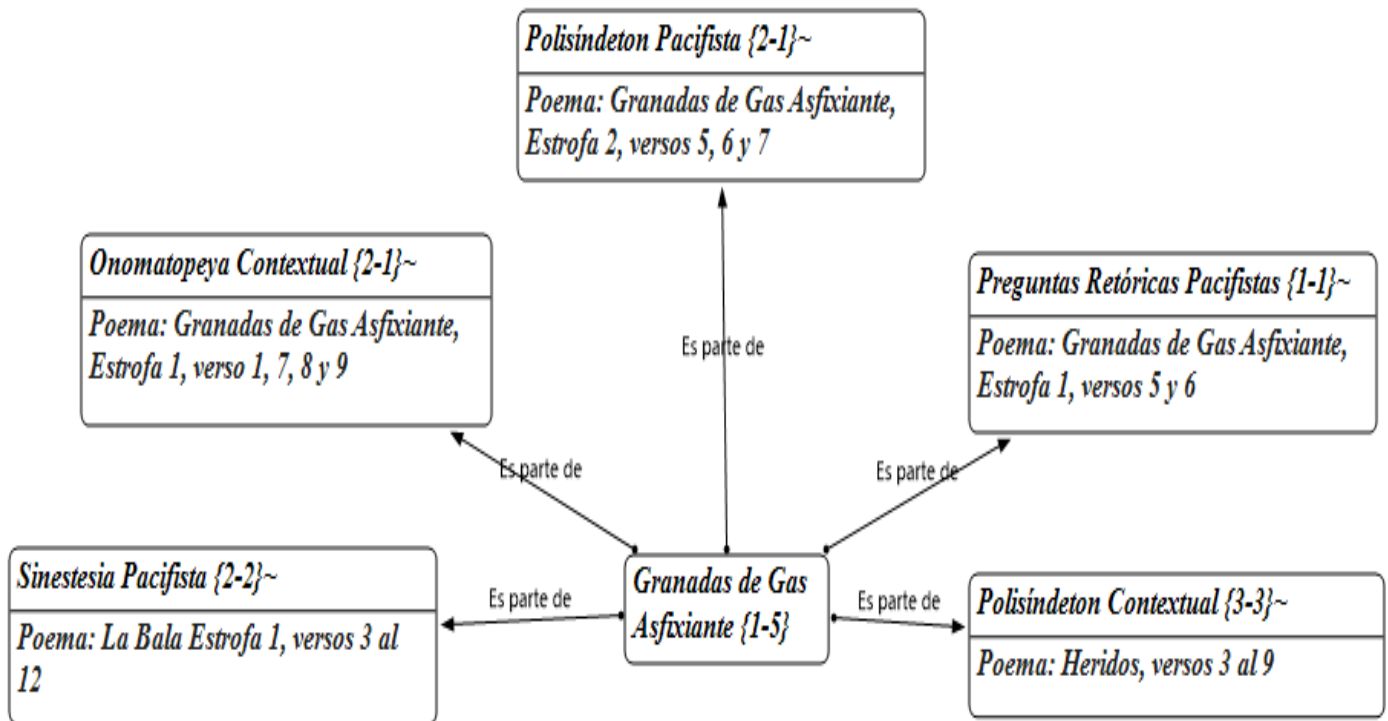 Polisíndeton Pacifista {2-1}~
Poema: Granadas de Gas Asfixiante,
Estrofa 2, versos 5, 6 y 7
Onomatopeya Contextual {2-1}~
Poema: Granadas de Gas Asfixiante,
Estrofa 1, verso 1, 7, 8 y 9
Preguntas Retóricas Pacifistas {1-1}~
Poema: Granadas de Gas Asfixiante,
Estrofa 1, versos 5 y 6
Es parte de
Es parte de
Es parte de
Sinestesia Pacifista {2-2}~
Poema: La Bala Estrofa 1, versos 3 al
12
Es parte de
Granadas de Gas
Asfixiante {1-5}
Es parte de
Polisíndeton Contextual {3-3}~
Poema: Heridos, versos 3 al 9